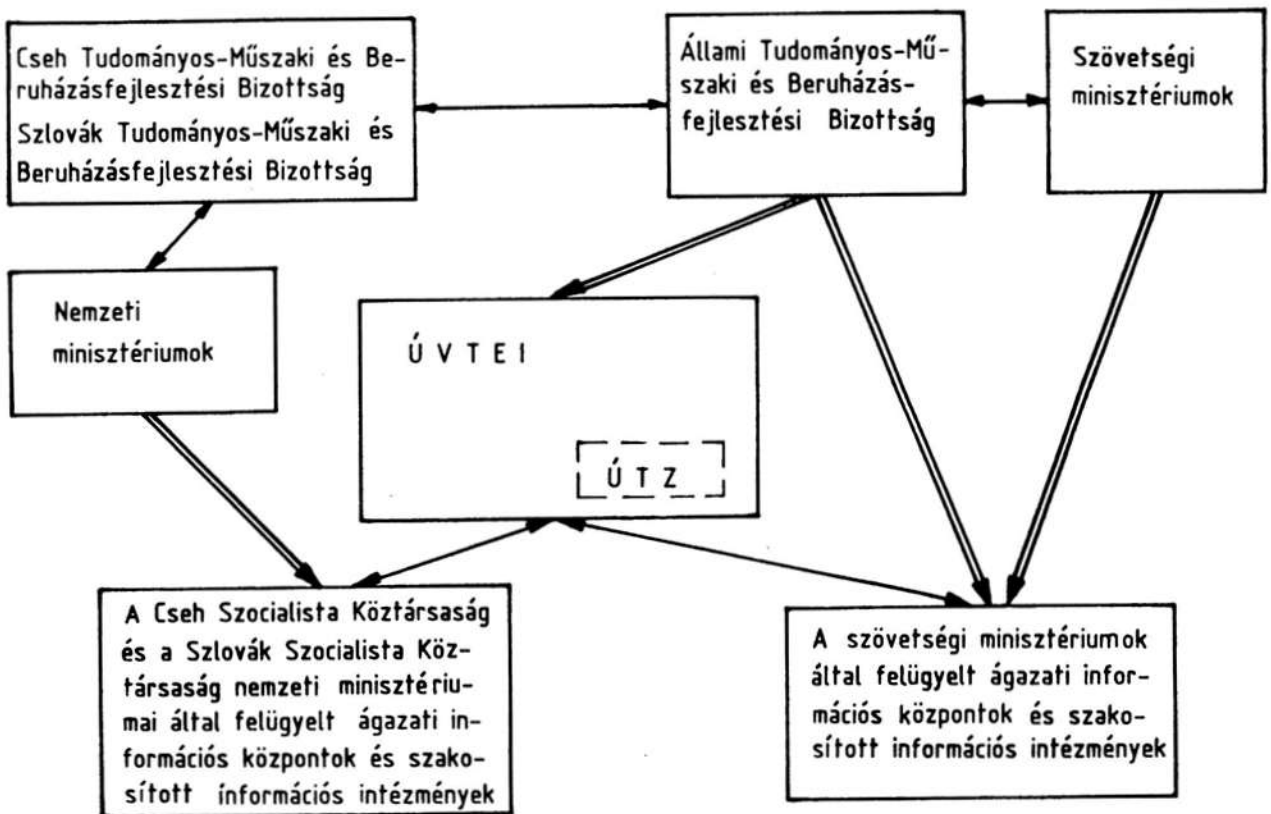 Cseh Tudományos-Műszaki és Be-
ruházásfejlesztési Bizottság
Szlovák Tudományos-Műszaki és
Beruházásfejlesztési Bizottság
Állami Tudományos-Mű-
szaki és Beruházás-
fejlesztési Bizottság
Szövetségi
minisztériumok
Nemzeti
minisztériumok
Ú V T E I
Ú T Z
A Cseh Szocialista Köztársaság
és a Szlovák Szocialista Köz-
társaság nemzeti minisztériu-
mai által felügyelt ágazati in-
formációs központok és szako-
sított információs intézmények
A szövetségi minisztériumok
által felügyelt ágazati infor-
mációs központok és szako-
sított információs intézmények